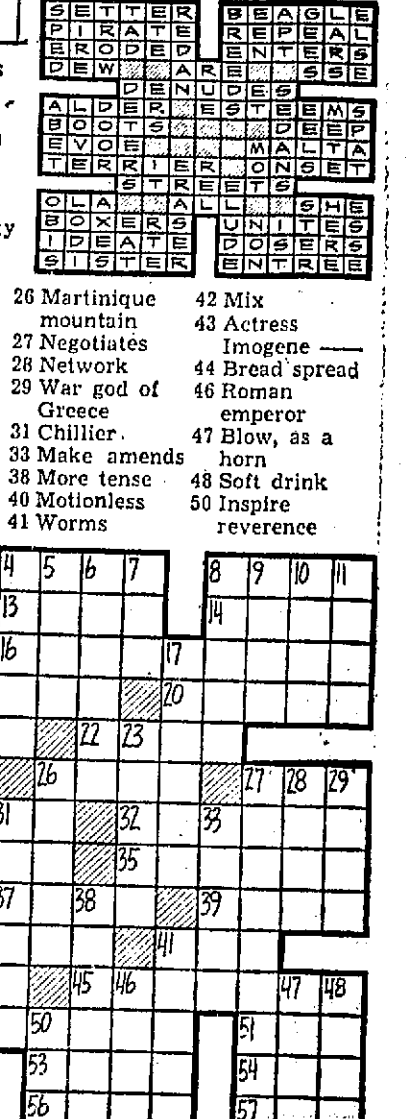 SETTER BEAGLE
PIRATE REPEAL
ERODED ENTERS
DEW ARE SSE
DENUDES
ALDER ESTEEMS
BOOTS DEEP
EVOE MALTA
TERRIER ONSET
STREETS
OLA ALL SHE
BOXERS UNITES
IDEATE DOSERS
SISTER ENTREE
26 Martinique
mountain
27 Negotiates
28 Network
29 War god of
Greece
31 Chillier
33 Make amends
38 More tense
40 Motionless
41 Worms
42 Mix
43 Actress
Imogene ——
44 Bread spread
46 Roman
emperor
47 Blow, as a
horn
48 Soft drink
50 Inspire
reverence
4 5 6 7 8 9 10 11
13 14
16 17
20
22 23
26 27 28 29
31 32 33
35
37 38 39
41
45 46 47 48
50 51
53 54
56 57